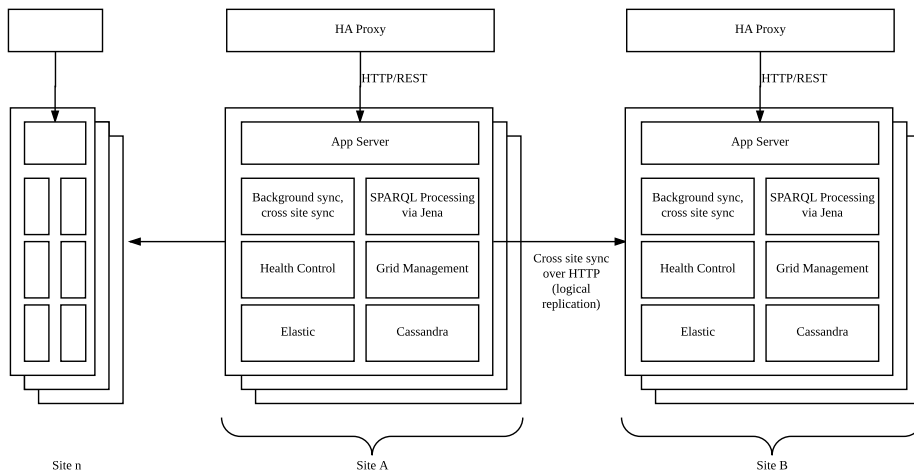 HA Proxy
HA Proxy
HTTP/REST
HTTP/REST
App Server
App Server
Background sync,
cross site sync
SPARQL Processing
via Jena
Background sync,
cross site sync
SPARQL Processing
via Jena
Health Control
Grid Management
Cross site sync
over HTTP
(logical
replication)
Health Control
Grid Management
Elastic
Cassandra
Elastic
Cassandra
Site n
Site A
Site B